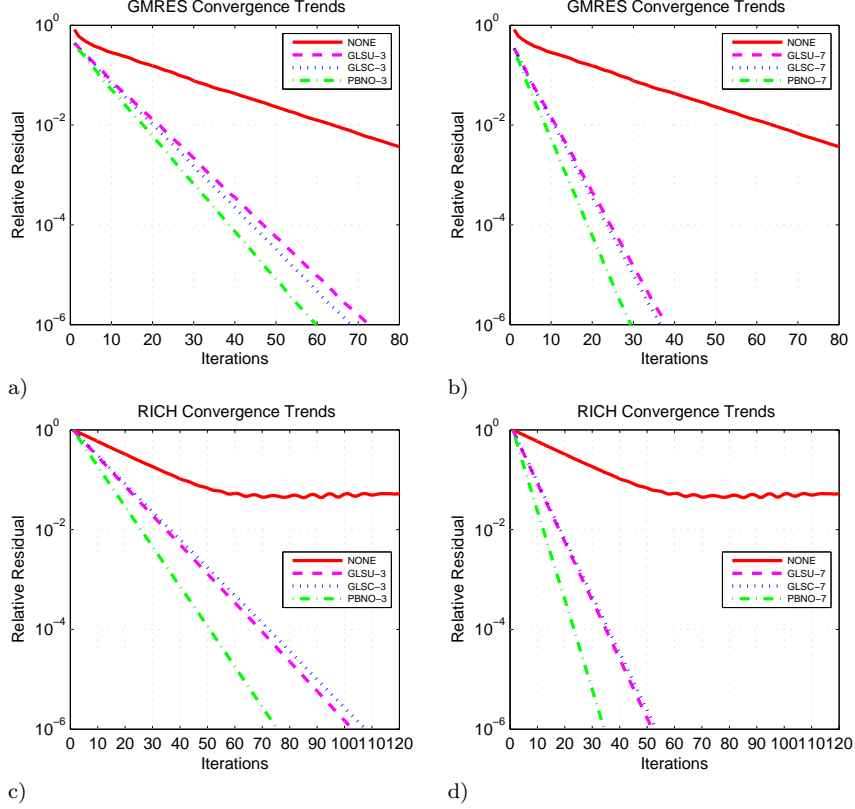 GMRES Convergence Trends
10^0
10^-2
10^-4
10^-6
Relative Residual
NONE
GLSU-3
GLSC-3
PBNO-3
0 10 20 30 40 50 60 70 80
Iterations
a)
GMRES Convergence Trends
10^0
10^-2
10^-4
10^-6
Relative Residual
NONE
GLSU-7
GLSC-7
PBNO-7
0 10 20 30 40 50 60 70 80
Iterations
b)
RICH Convergence Trends
10^0
10^-2
10^-4
10^-6
Relative Residual
NONE
GLSU-3
GLSC-3
PBNO-3
0 10 20 30 40 50 60 70 80 90 100110120
Iterations
c)
RICH Convergence Trends
10^0
10^-2
10^-4
10^-6
Relative Residual
NONE
GLSU-7
GLSC-7
PBNO-7
0 10 20 30 40 50 60 70 80 90 100110120
Iterations
d)